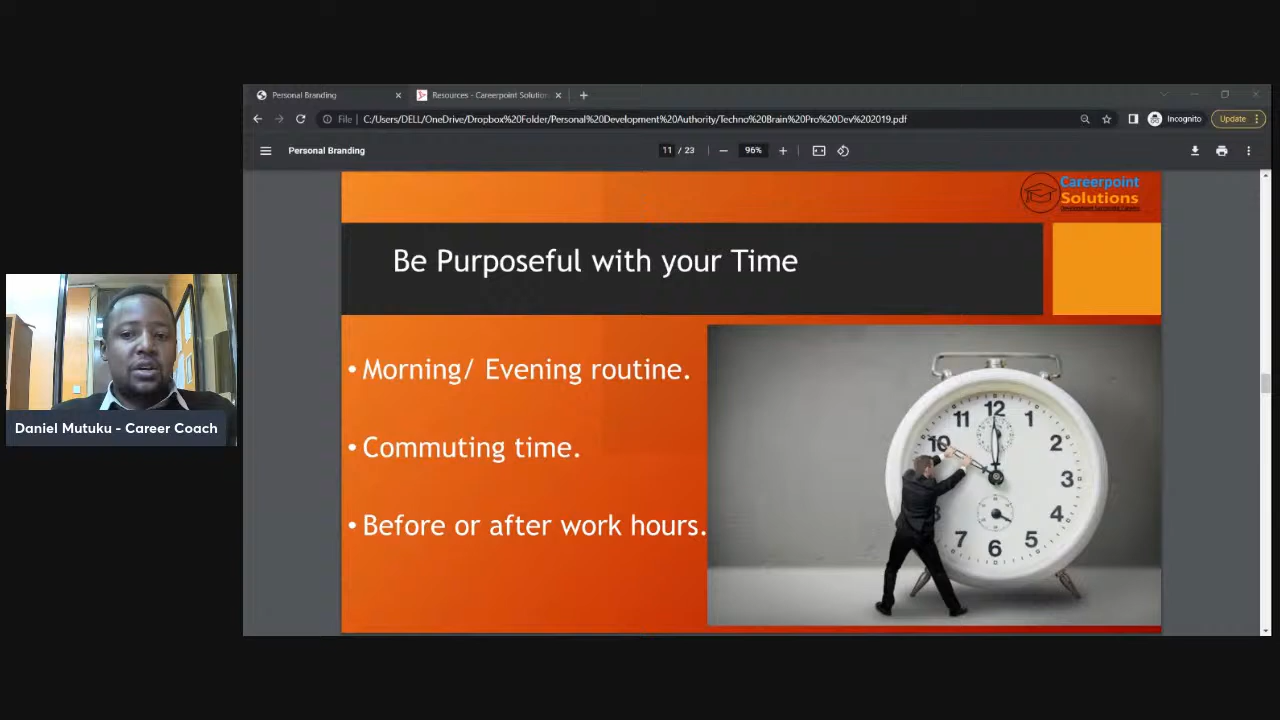 Personal Branding
Resources - Careerpoint Solution
File
C:/Users/DELL/OneDrive/Dropbox%20Folder/Personal%20Development%20Authority/Techno%20Brain%20Pro%20Dev%202019.pdf
Incognito
Update
Personal Branding
11 / 23
96%
Careerpoint
Solutions
Be Purposeful with your Time
• Morning/ Evening routine.
• Commuting time.
• Before or after work hours.
12
11
1
10
2
3
4
7
5
6
Daniel Mutuku - Career Coach